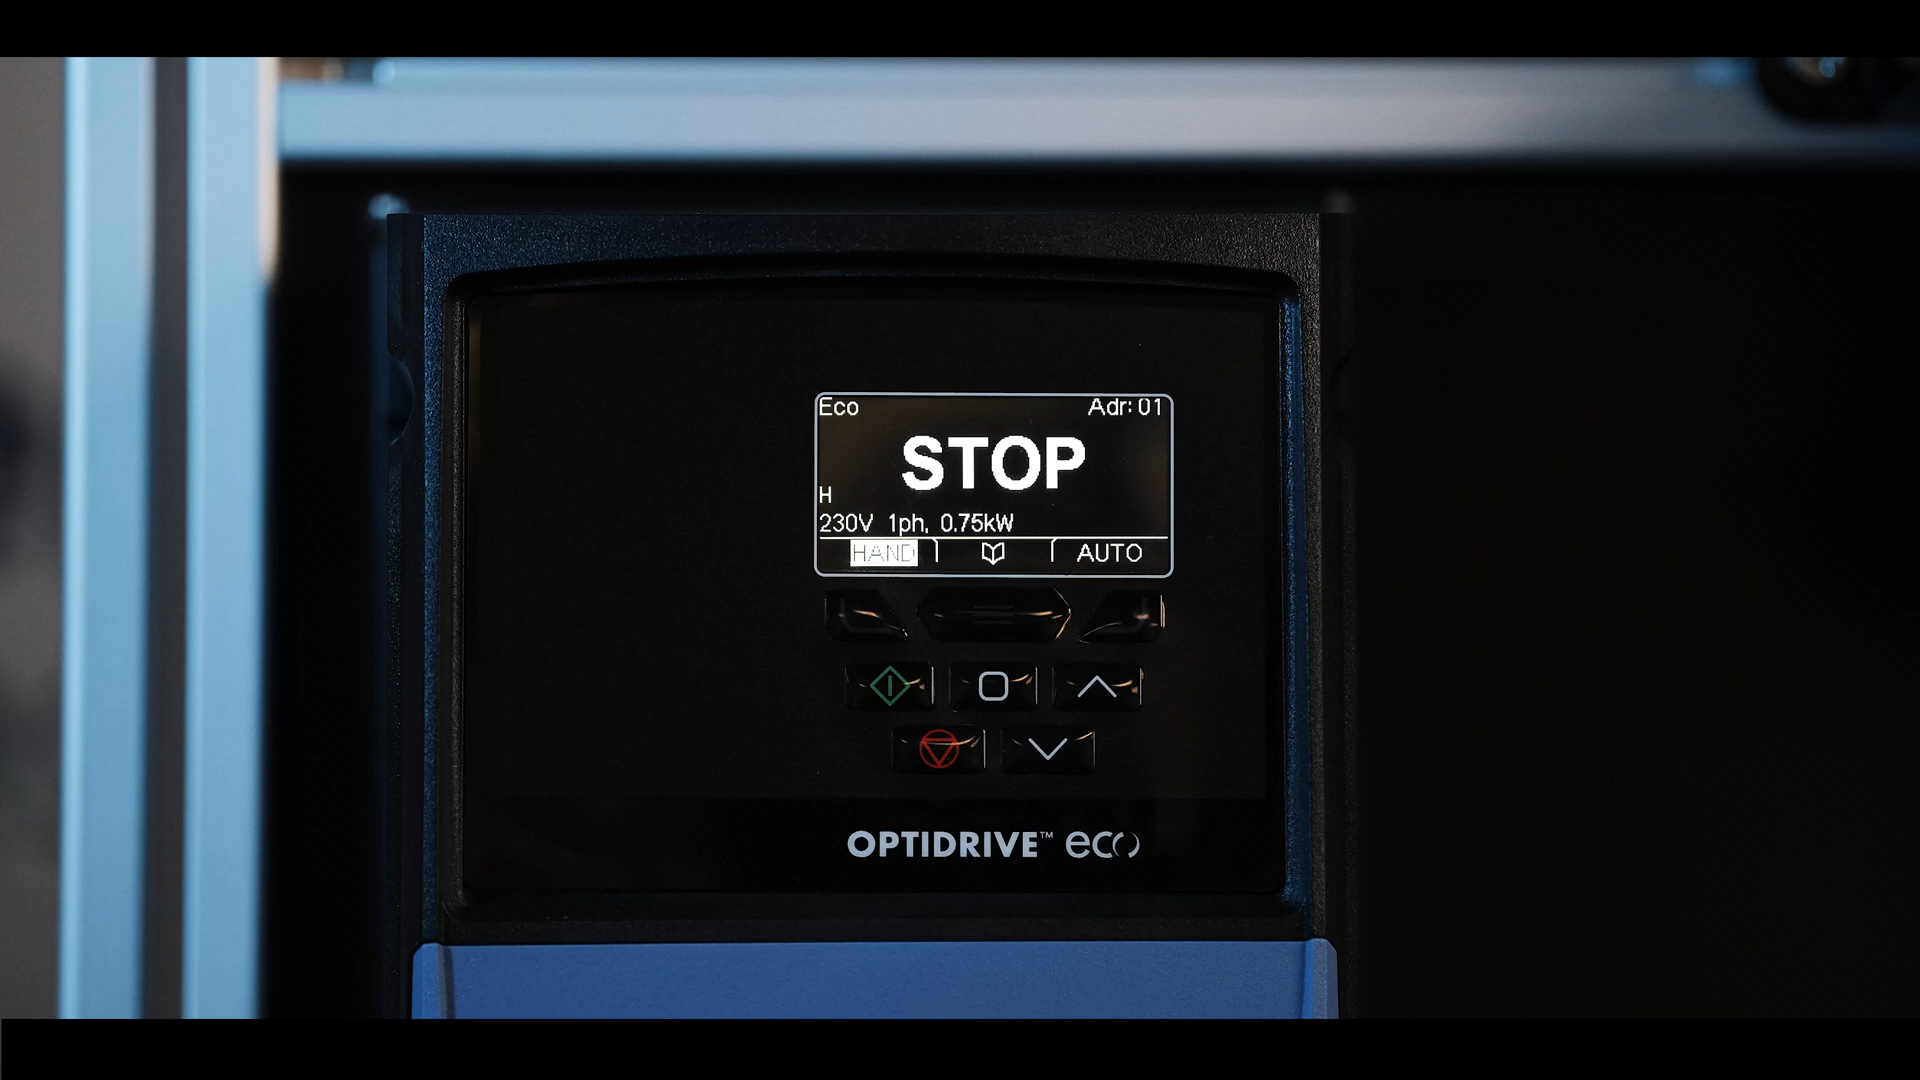 Eco Adr: 01
STOP
H
230V 1ph, 0.75kW
HAND AUTO
OPTIDRIVE™ eco